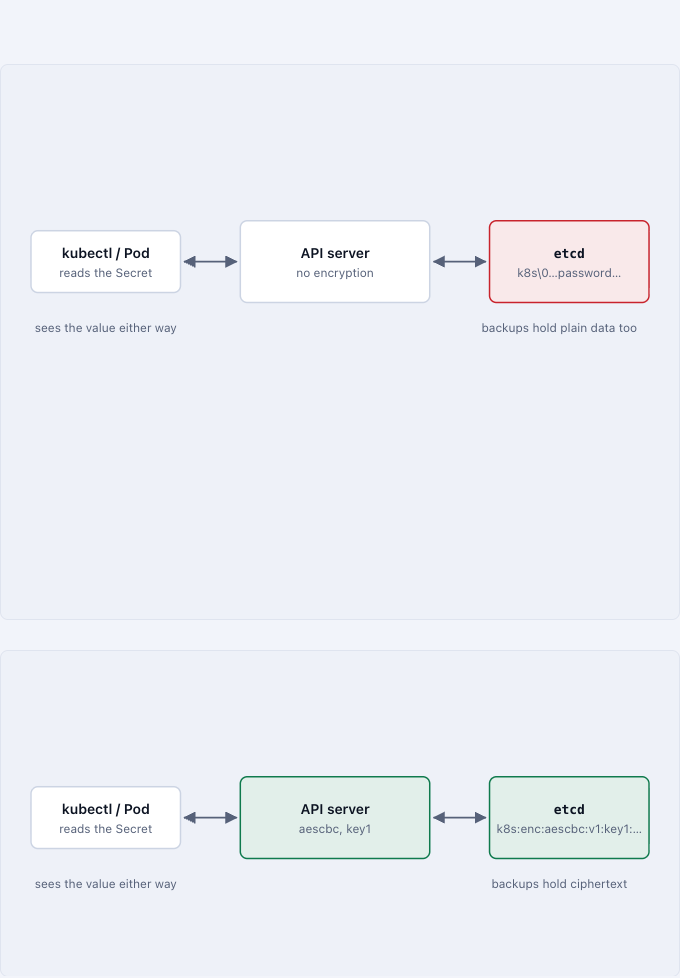 kubectl / Pod
reads the Secret
API server
no encryption
etcd
k8s\0…password…
sees the value either way
backups hold plain data too
kubectl / Pod
reads the Secret
API server
aescbc, key1
etcd
k8s:enc:aescbc:v1:key1:…
sees the value either way
backups hold ciphertext